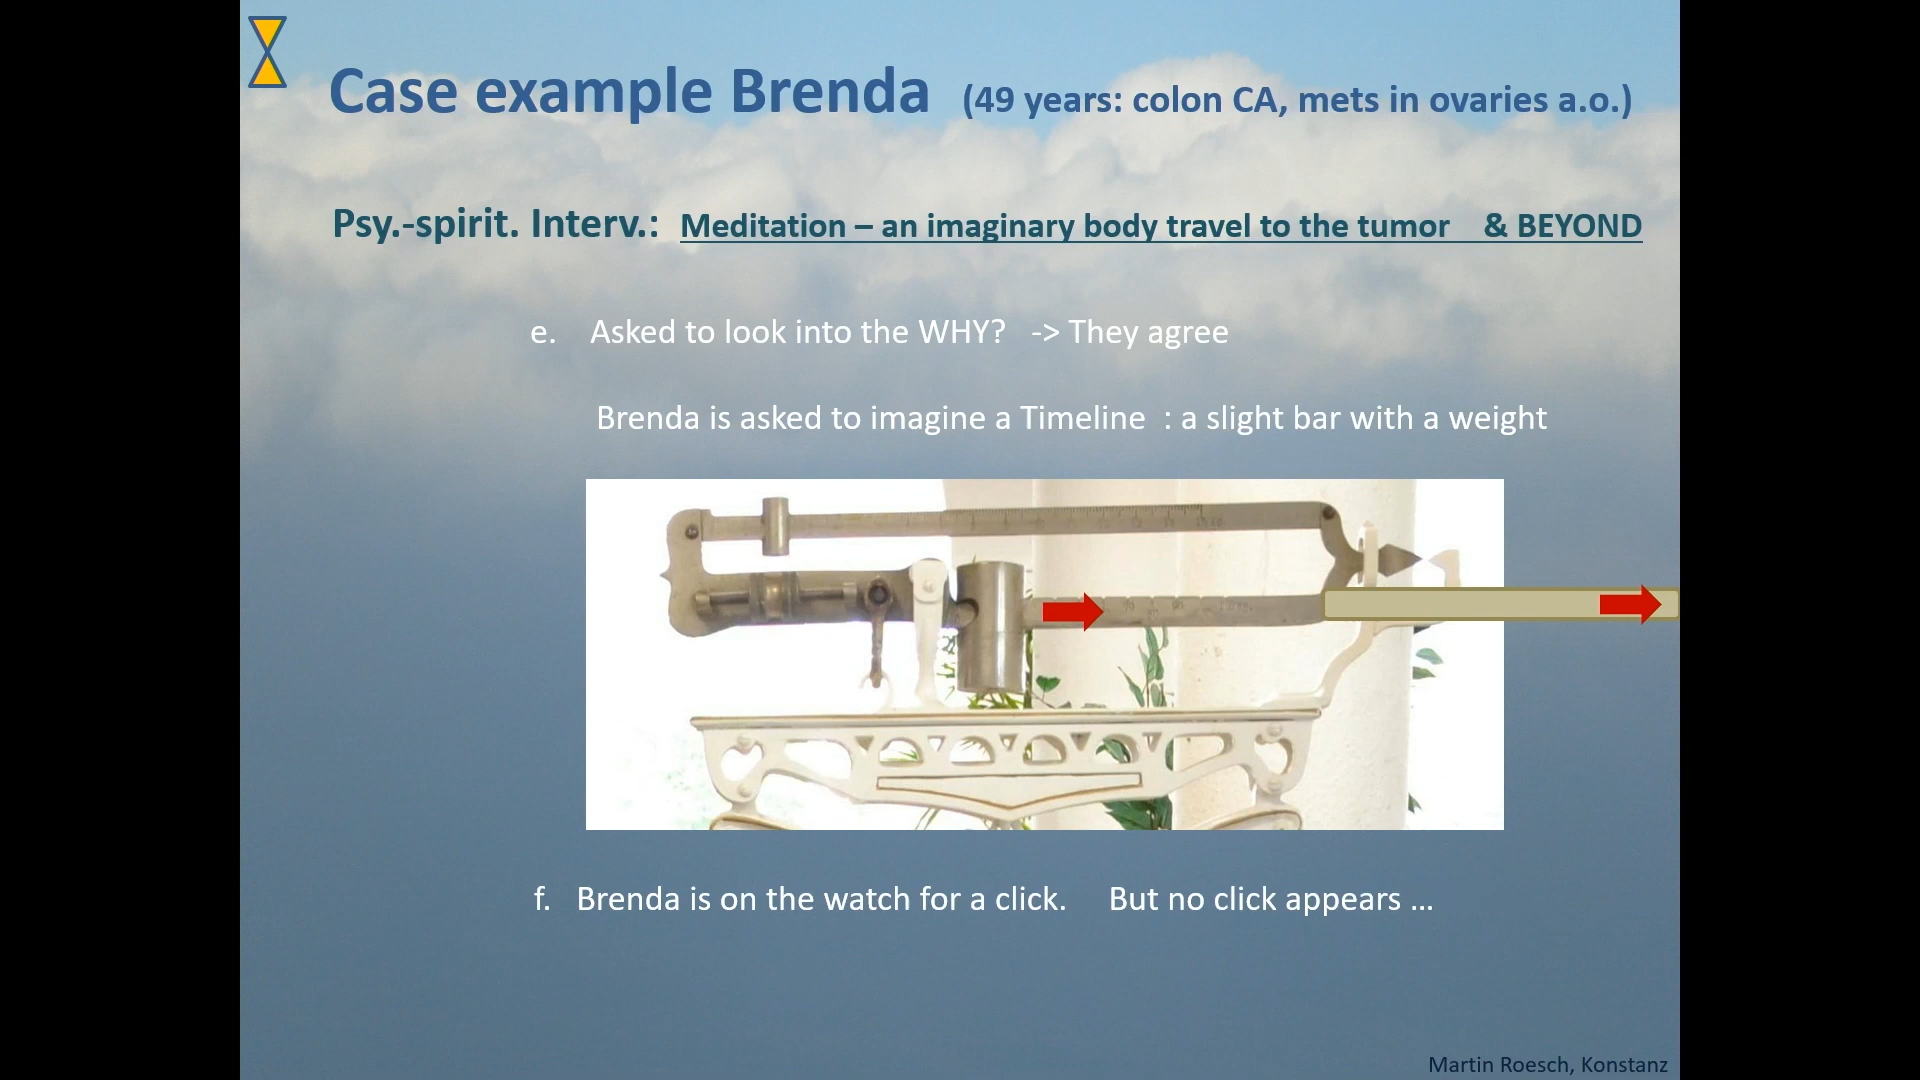 Case example Brenda (49 years: colon CA, mets in ovaries a.o.)
Psy.-spirit. Interv.: Meditation – an imaginary body travel to the tumor & BEYOND
e. Asked to look into the WHY? -> They agree
Brenda is asked to imagine a Timeline : a slight bar with a weight
f. Brenda is on the watch for a click. But no click appears ...
Martin Roesch, Konstanz